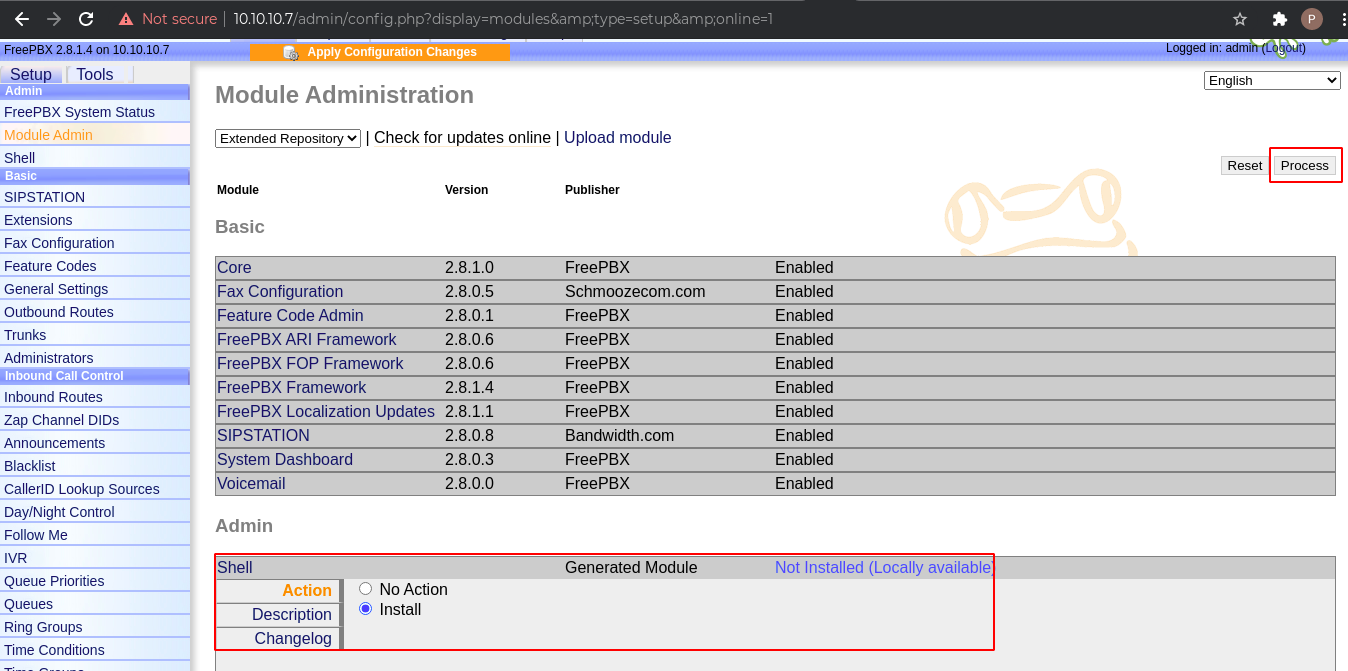 Not secure | 10.10.10.7/admin/config.php?display=modules&amp;type=setup&amp;online=1
P
FreePBX 2.8.1.4 on 10.10.10.7
Apply Configuration Changes
Logged in: admin (Logout)
Setup
Tools
English
Admin
FreePBX System Status
Module Admin
Shell
Basic
SIPSTATION
Extensions
Fax Configuration
Feature Codes
General Settings
Outbound Routes
Trunks
Administrators
Inbound Call Control
Inbound Routes
Zap Channel DIDs
Announcements
Blacklist
CallerID Lookup Sources
Day/Night Control
Follow Me
IVR
Queue Priorities
Queues
Ring Groups
Time Conditions
Time Groups
Module Administration
Extended Repository | Check for updates online | Upload module
Reset Process
Module Version Publisher
Basic
Core 2.8.1.0 FreePBX Enabled
Fax Configuration 2.8.0.5 Schmoozecom.com Enabled
Feature Code Admin 2.8.0.1 FreePBX Enabled
FreePBX ARI Framework 2.8.0.6 FreePBX Enabled
FreePBX FOP Framework 2.8.0.6 FreePBX Enabled
FreePBX Framework 2.8.1.4 FreePBX Enabled
FreePBX Localization Updates 2.8.1.1 FreePBX Enabled
SIPSTATION 2.8.0.8 Bandwidth.com Enabled
System Dashboard 2.8.0.3 FreePBX Enabled
Voicemail 2.8.0.0 FreePBX Enabled
Admin
Shell Generated Module Not Installed (Locally available)
Action No Action
Install
Description
Changelog